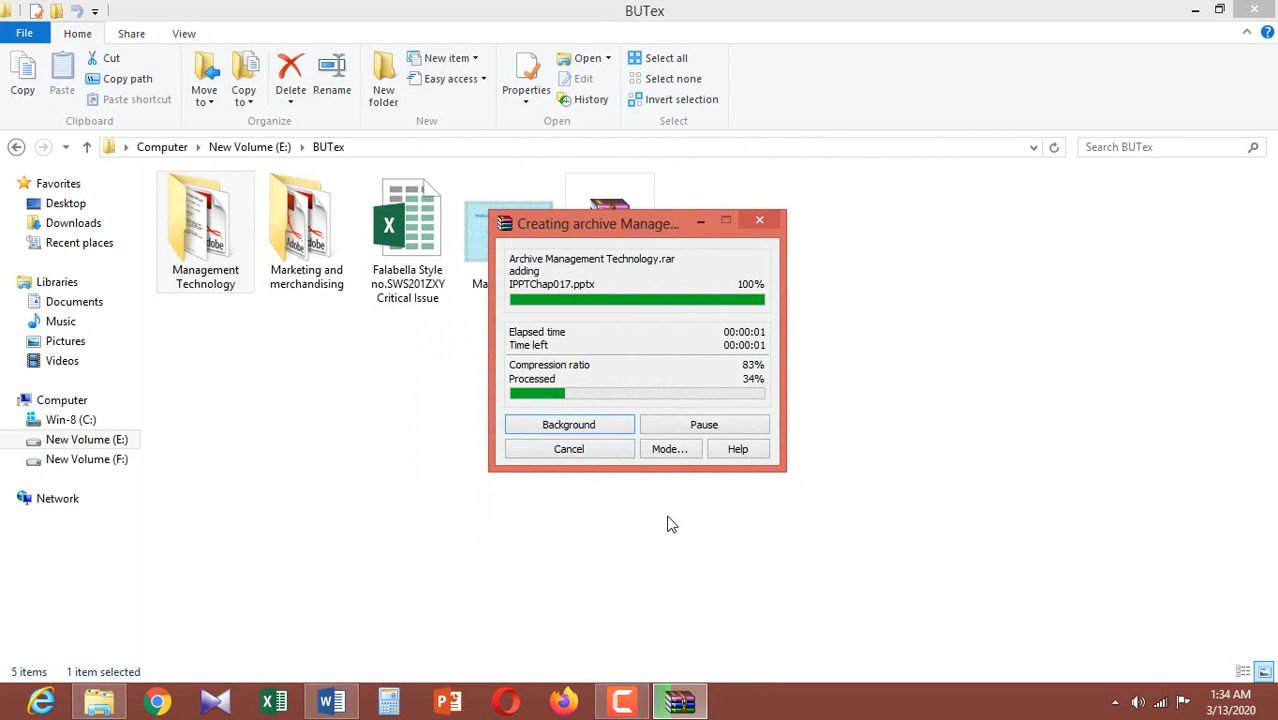 BUTex
File
Home
Share
View
Copy
Paste
Cut
Copy path
Paste shortcut
Clipboard
Move to
Copy to
Delete
Rename
Organize
New folder
New item
Easy access
New
Properties
Open
Edit
History
Open
Select all
Select none
Invert selection
Select
Computer
New Volume (E:)
BUTex
Search BUTex
Favorites
Desktop
Downloads
Recent places
Libraries
Documents
Music
Pictures
Videos
Computer
Win-8 (C:)
New Volume (E:)
New Volume (F:)
Network
Management
Technology
Marketing and
merchandising
Falabella Style
no.SWS201ZXY
Critical Issue
Ma
Creating archive Manage...
Archive Management Technology.rar
adding
IPPTChap017.pptx 100%
Elapsed time 00:00:01
Time left 00:00:01
Compression ratio 83%
Processed 34%
Background
Pause
Cancel
Mode...
Help
5 items
1 item selected
1:34 AM
3/13/2020